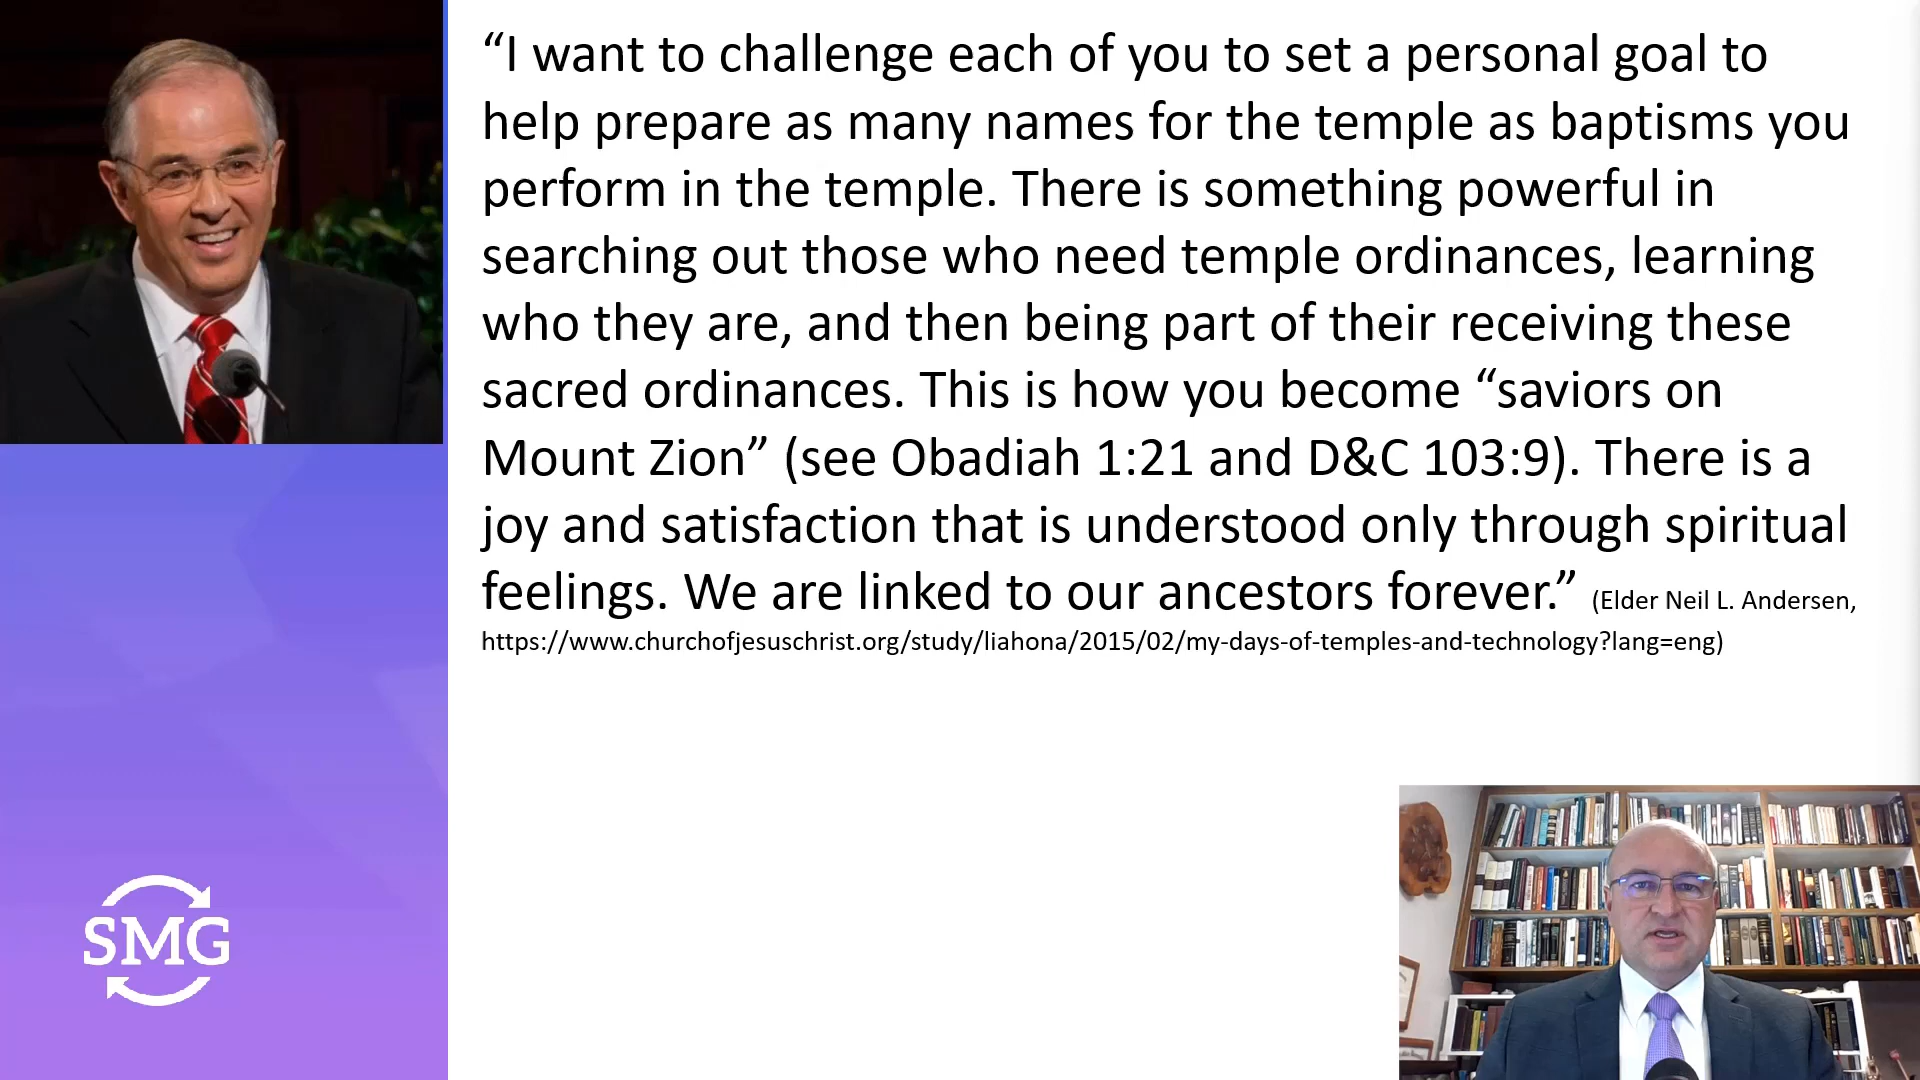 “I want to challenge each of you to set a personal goal to
help prepare as many names for the temple as baptisms you
perform in the temple. There is something powerful in
searching out those who need temple ordinances, learning
who they are, and then being part of their receiving these
sacred ordinances. This is how you become “saviors on
Mount Zion” (see Obadiah 1:21 and D&C 103:9). There is a
joy and satisfaction that is understood only through spiritual
feelings. We are linked to our ancestors forever.” (Elder Neil L. Andersen,
https://www.churchofjesuschrist.org/study/liahona/2015/02/my-days-of-temples-and-technology?lang=eng)
SMG